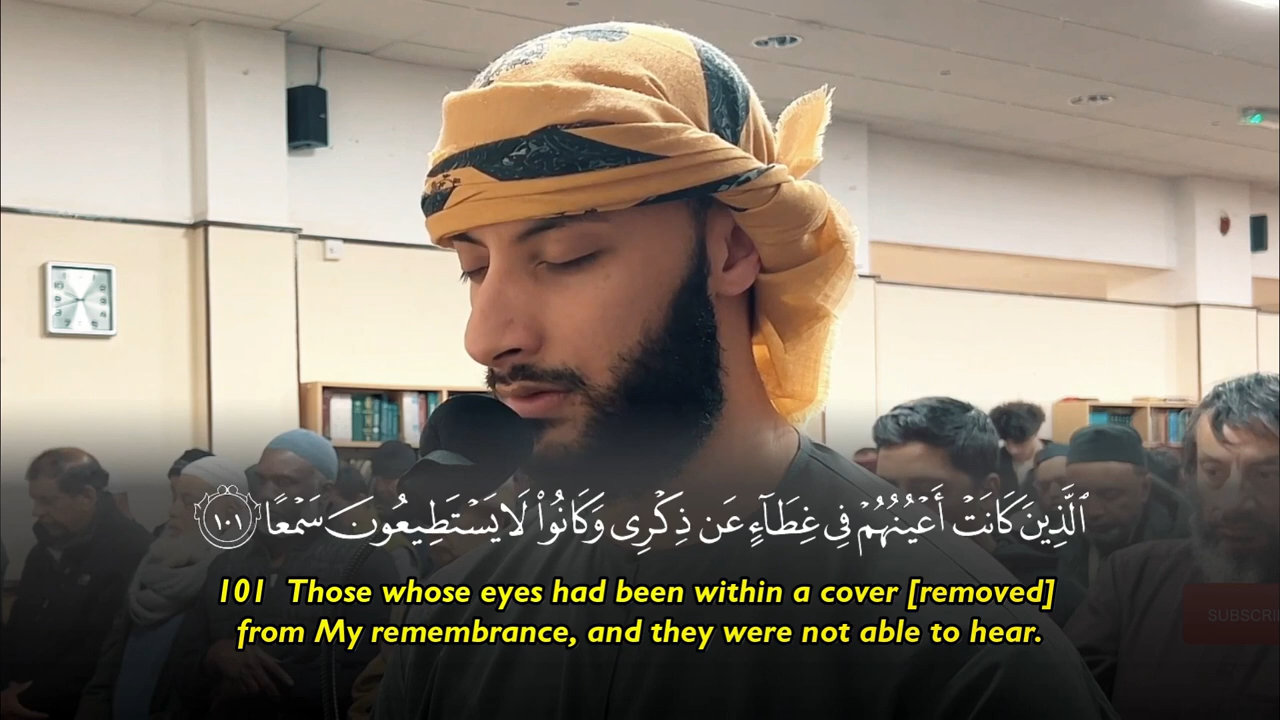 ٱلَّذِينَ كَانَتْ أَعْيُنُهُمْ فِى غِطَآءٍ عَن ذِكْرِى وَكَانُوا۟ لَا يَسْتَطِيعُونَ سَمْعًا ١٠١
101 Those whose eyes had been within a cover [removed]
from My remembrance, and they were not able to hear.